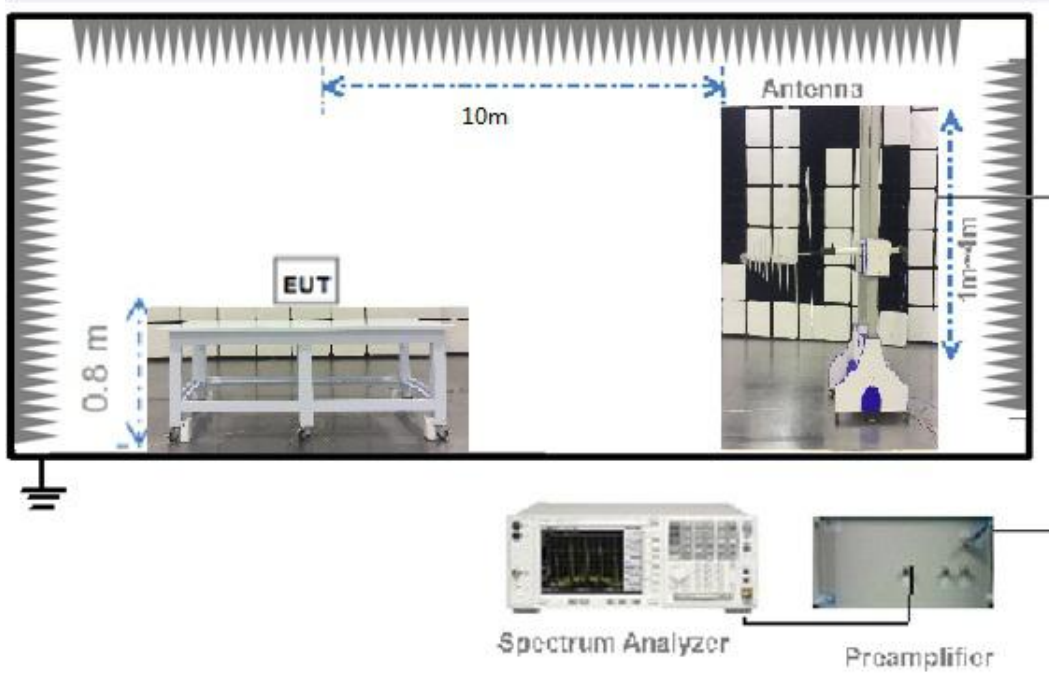 Antenna
10m
1m~4m
EUT
0.8 m
Spectrum Analyzer
Preamplifier